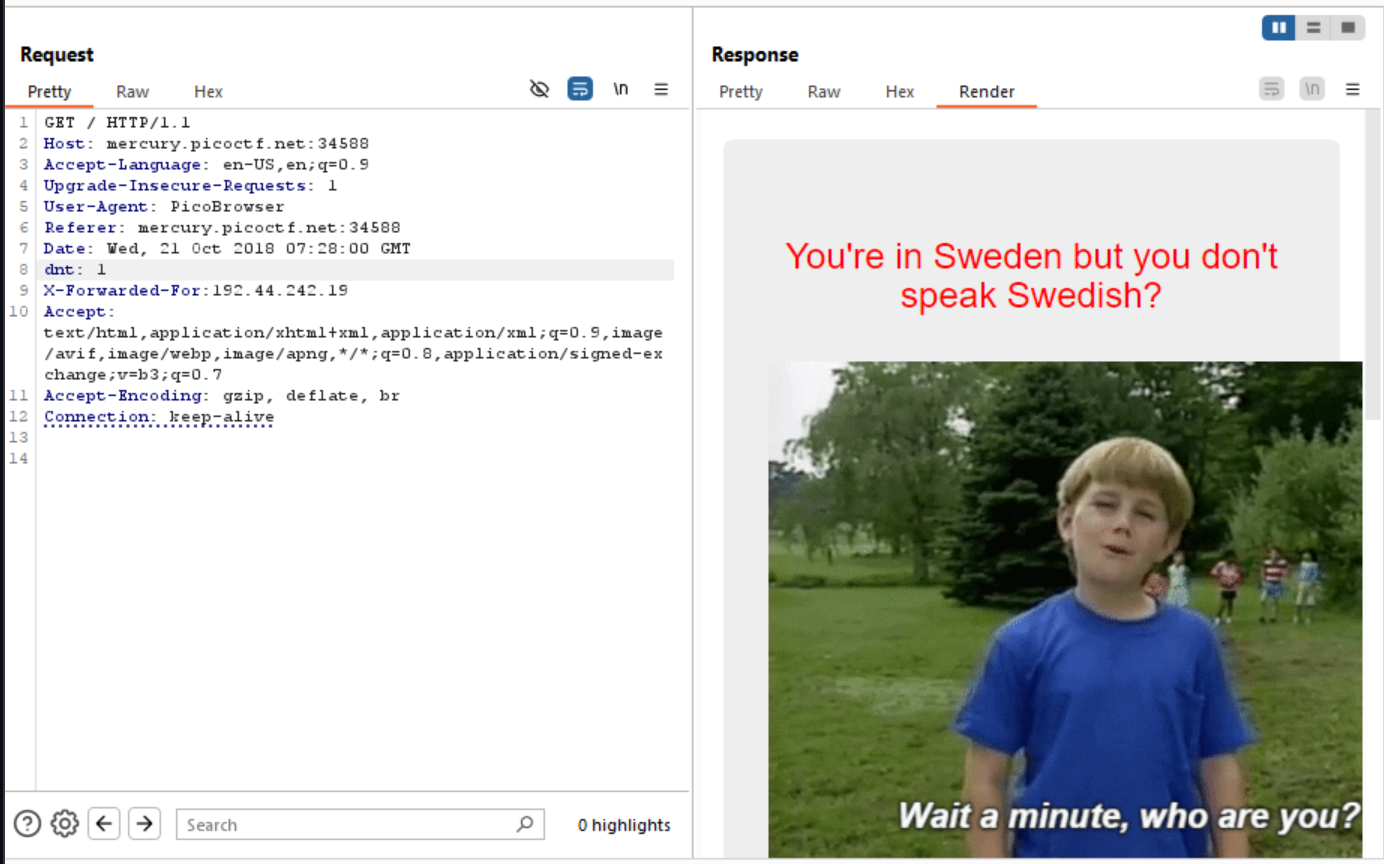 Request
Response
Pretty Raw Hex
\n
Pretty Raw Hex Render
\n
1 GET / HTTP/1.1
2 Host: mercury.picoctf.net:34588
3 Accept-Language: en-US,en;q=0.9
4 Upgrade-Insecure-Requests: 1
5 User-Agent: PicoBrowser
6 Referer: mercury.picoctf.net:34588
7 Date: Wed, 21 Oct 2018 07:28:00 GMT
8 dnt: 1
9 X-Forwarded-For:192.44.242.19
10 Accept:
text/html,application/xhtml+xml,application/xml;q=0.9,image
/avif,image/webp,image/apng,*/*;q=0.8,application/signed-ex
change;v=b3;q=0.7
11 Accept-Encoding: gzip, deflate, br
12 Connection: keep-alive
13
14
You're in Sweden but you don't
speak Swedish?
Wait a minute, who are you?
Search
0 highlights